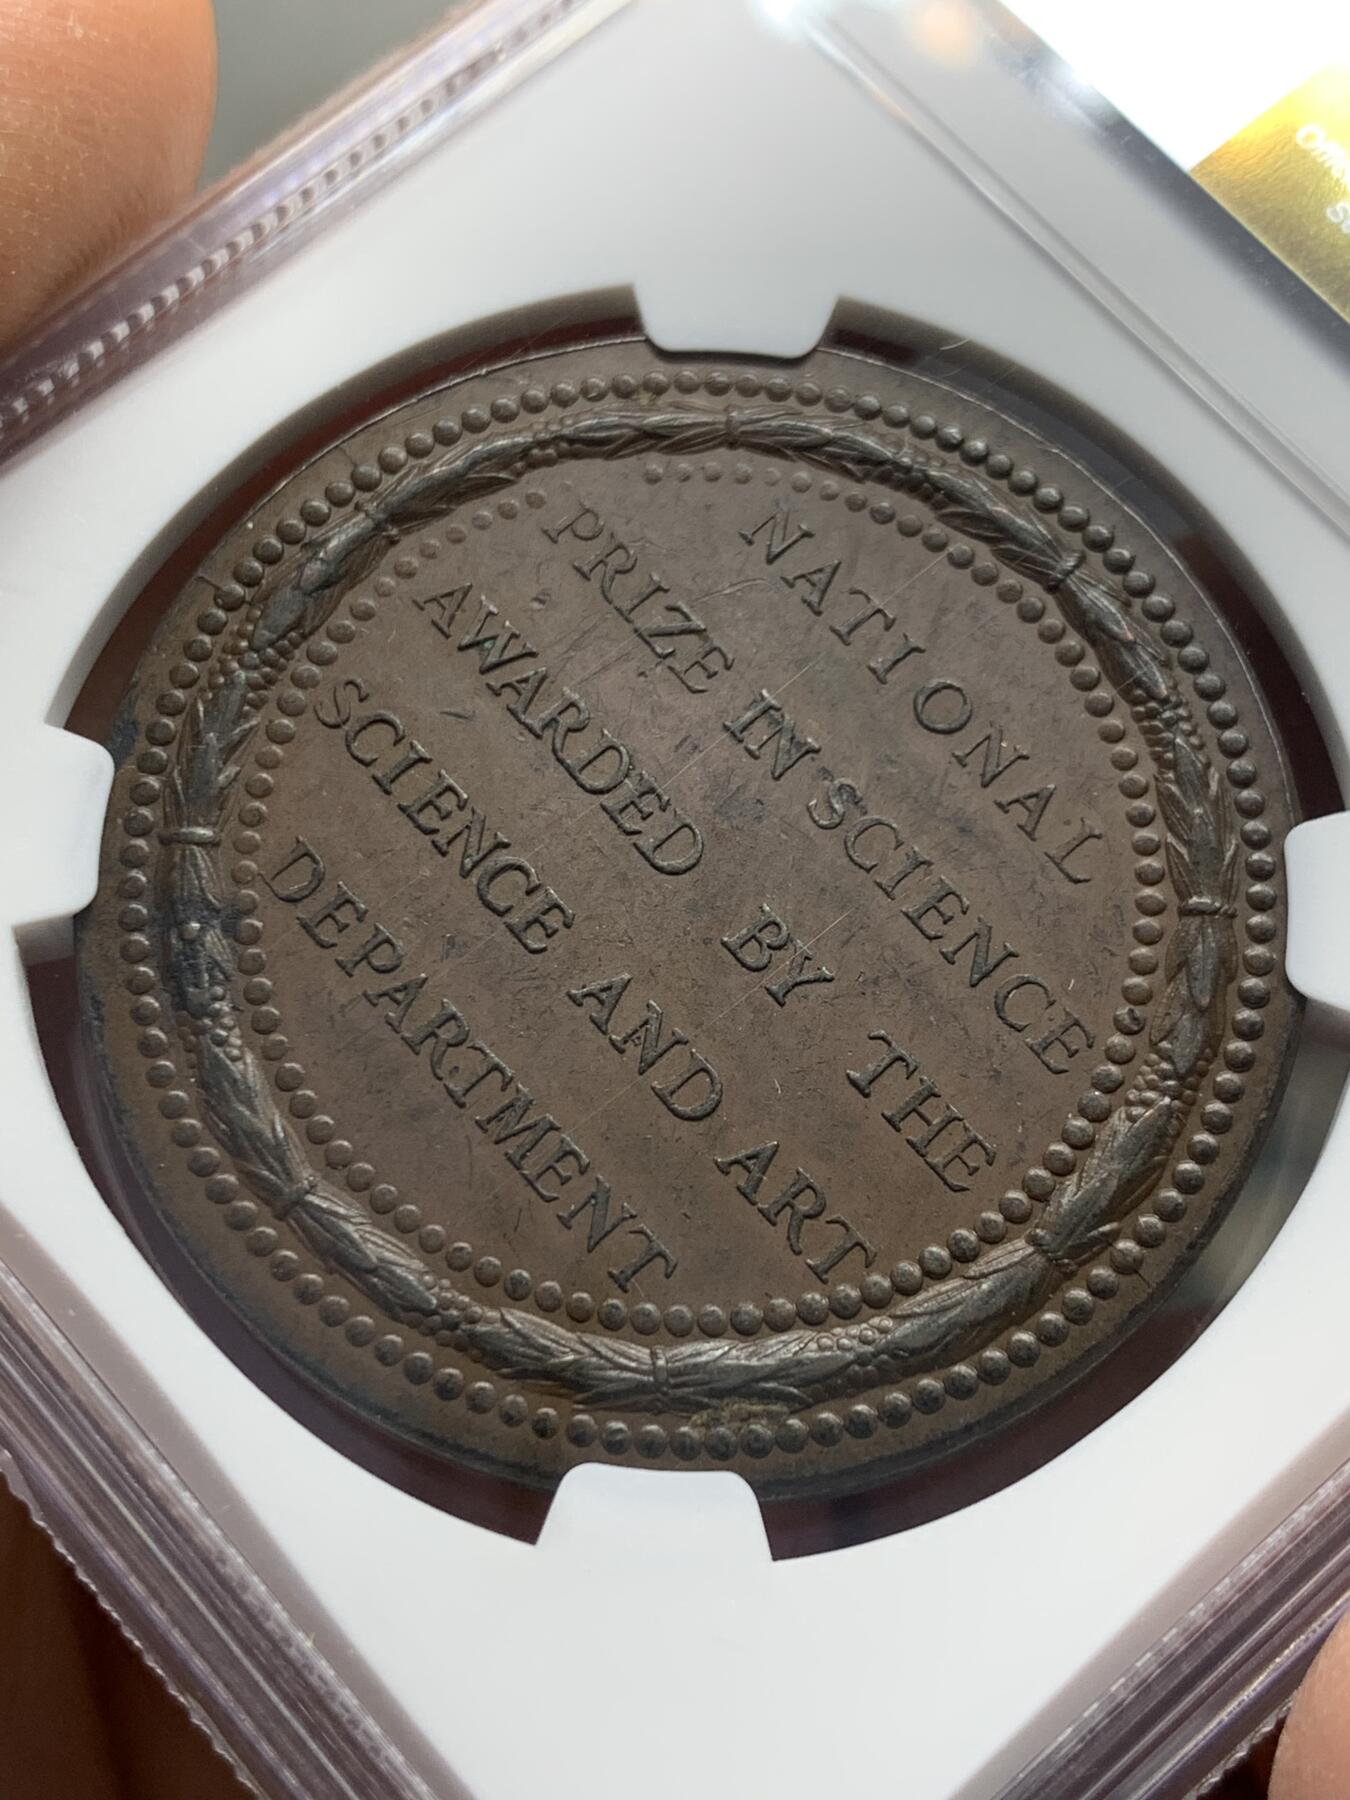 NATIONAL
PRIZE IN SCIENCE
AWARDED BY THE
SCIENCE AND ART
DEPARTMENT